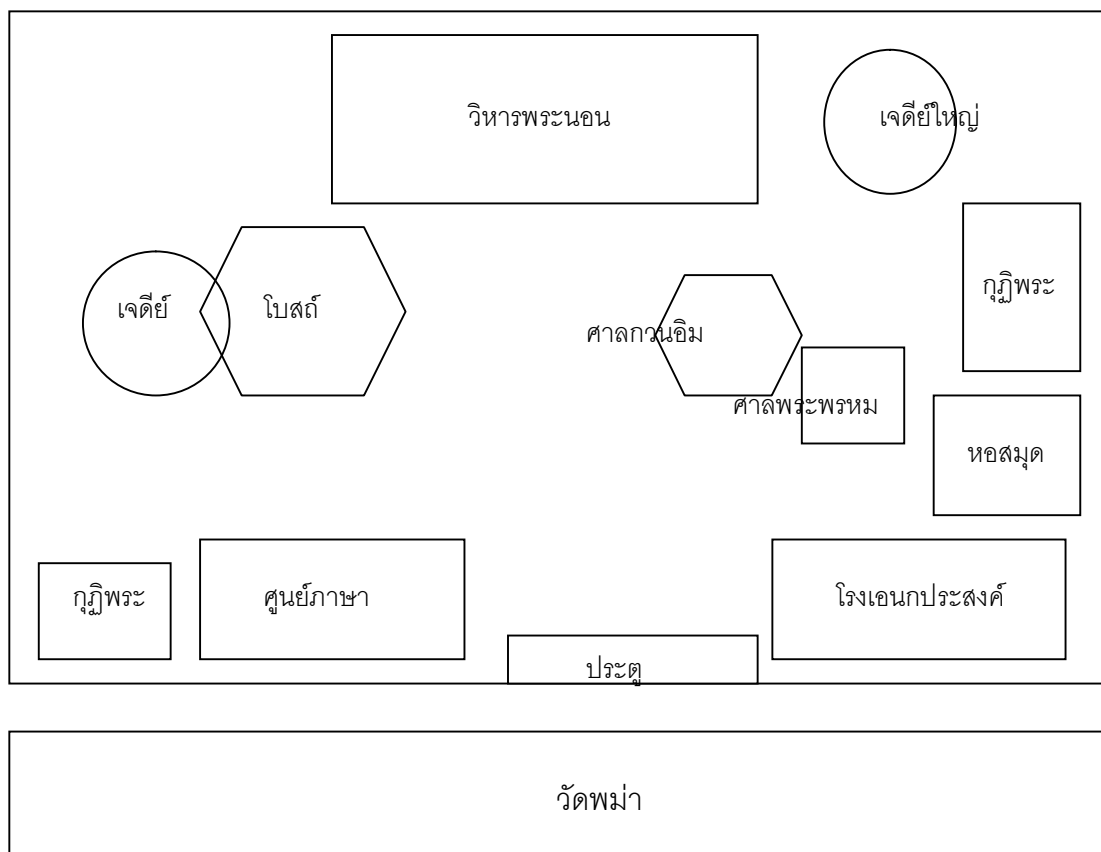 วิหารพระนอน
เจดีย์ใหญ่
กุฏิพระ
เจดีย์
โบสถ์
ศาลกวนอิม
ศาลพระพรหม
หอสมุด
กุฏิพระ
ศูนย์ภาษา
โรงเอนกประสงค์
ประตู
วัดพม่า